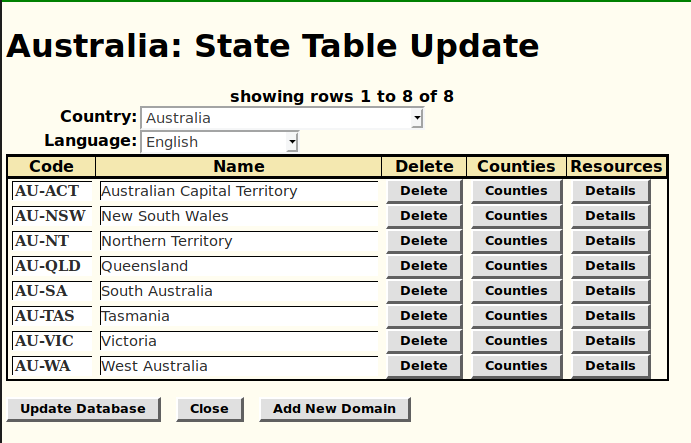 Australia: State Table Update
showing rows 1 to 8 of 8
Country: Australia
Language: English
Code Name Delete Counties Resources
AU-ACT Australian Capital Territory Delete Counties Details
AU-NSW New South Wales Delete Counties Details
AU-NT Northern Territory Delete Counties Details
AU-QLD Queensland Delete Counties Details
AU-SA South Australia Delete Counties Details
AU-TAS Tasmania Delete Counties Details
AU-VIC Victoria Delete Counties Details
AU-WA West Australia Delete Counties Details
Update Database Close Add New Domain